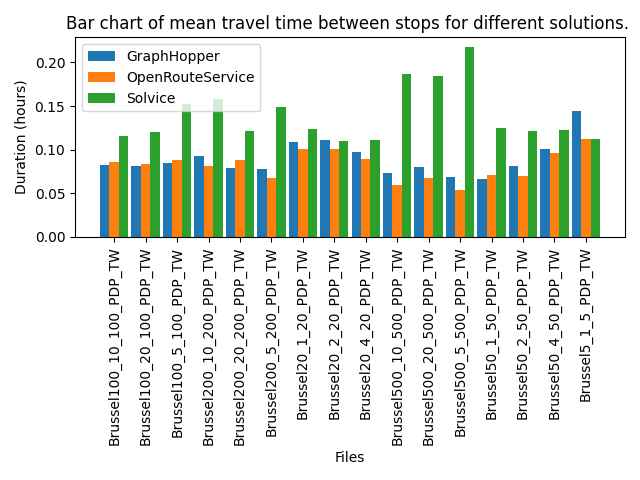 Bar chart of mean travel time between stops for different solutions.
GraphHopper
OpenRouteService
Solvice
Duration (hours)
0.20
0.15
0.10
0.05
0.00
Brussel100_10_100_PDP_TW
Brussel100_20_100_PDP_TW
Brussel100_5_100_PDP_TW
Brussel200_10_200_PDP_TW
Brussel200_20_200_PDP_TW
Brussel200_5_200_PDP_TW
Brussel20_1_20_PDP_TW
Brussel20_2_20_PDP_TW
Brussel20_4_20_PDP_TW
Brussel500_10_500_PDP_TW
Brussel500_20_500_PDP_TW
Brussel500_5_500_PDP_TW
Brussel50_1_50_PDP_TW
Brussel50_2_50_PDP_TW
Brussel50_4_50_PDP_TW
Brussel5_1_5_PDP_TW
Files